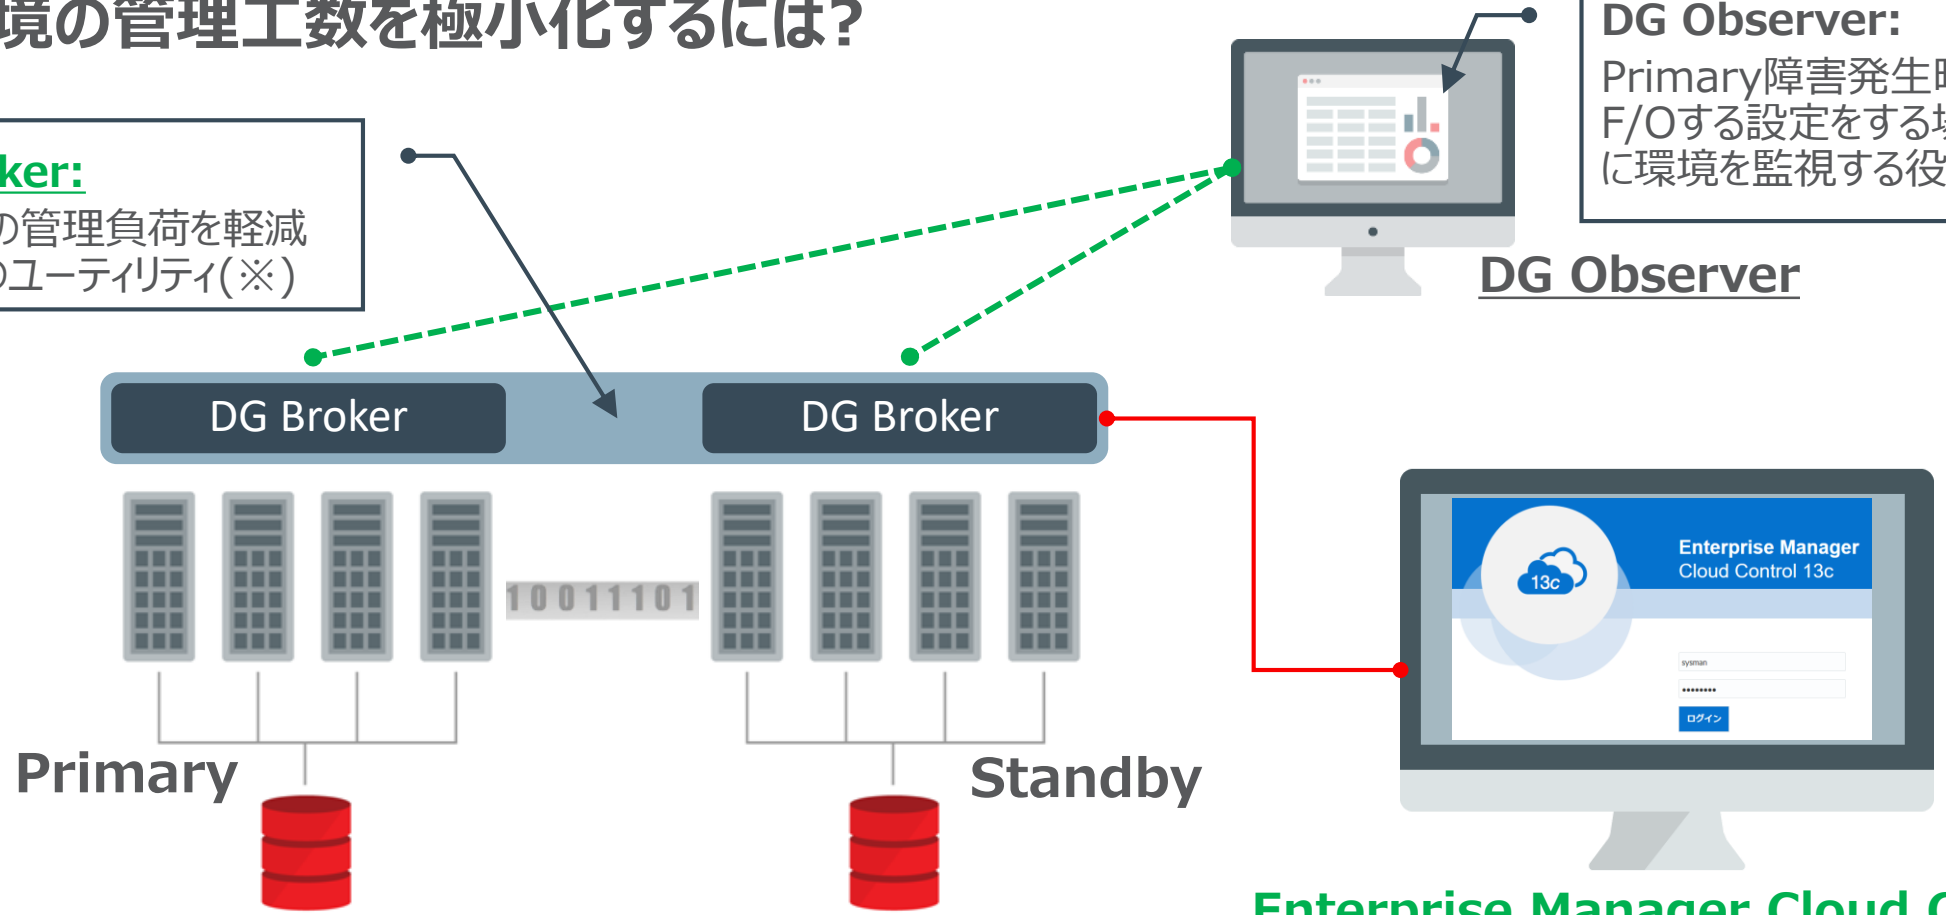 境の管理工数を極小化するには?
DG Observer:
Primary障害発生時
F/Oする設定をする場
に環境を監視する役
ker:
の管理負荷を軽減
のユーティリティ(※)
DG Observer
DG Broker
DG Broker
10011101
Enterprise Manager
Cloud Control 13c
13c
sysman
••••••••
ログイン
Primary
Standby
Enterprise Manager Cloud C